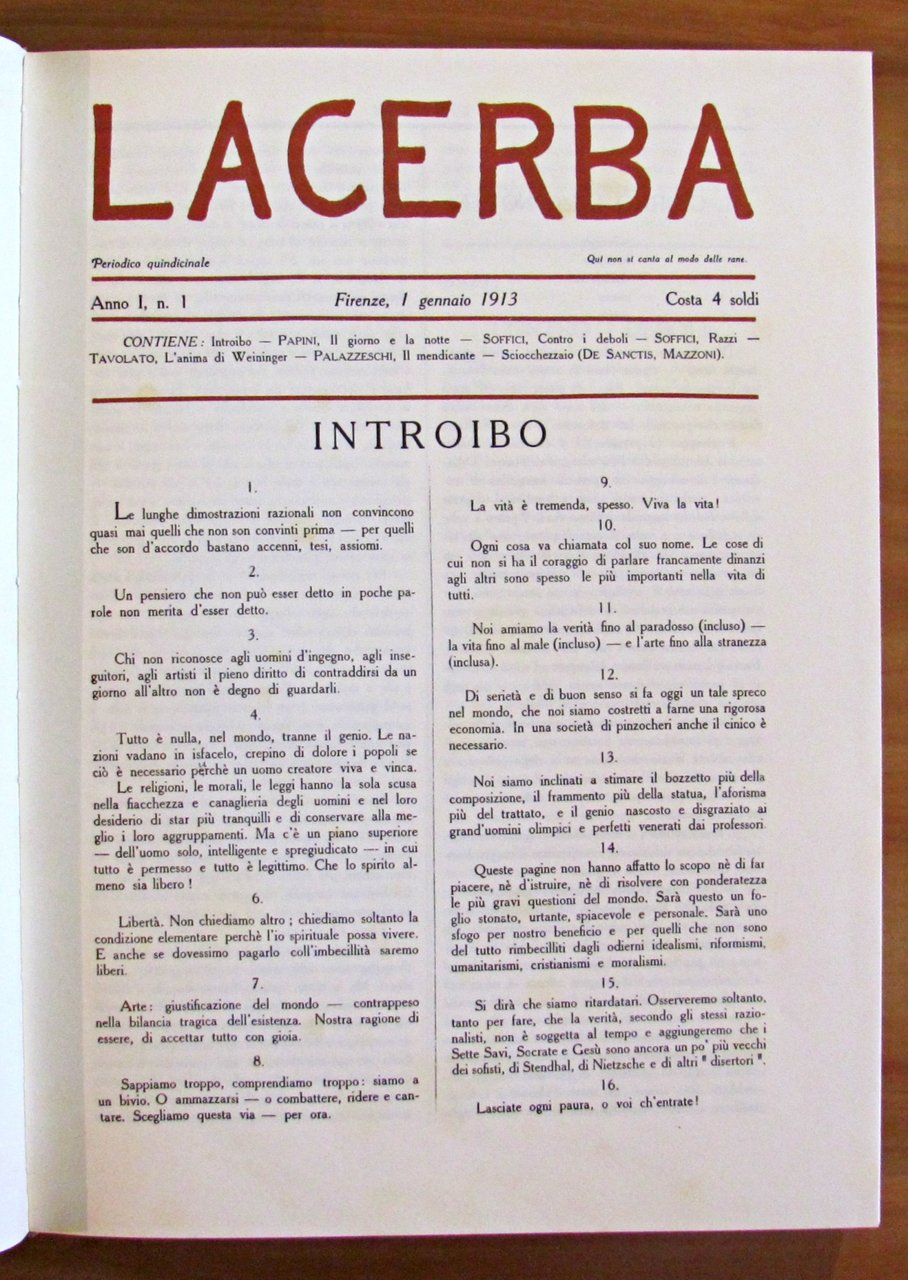 LACERBA
Periodico quindicinale
Qui non si canta al modo delle rane.
Anno I, n. 1
Firenze, 1 gennaio 1913
Costa 4 soldi
CONTIENE: Introibo — PAPINI, Il giorno e la notte — SOFFICI, Contro i deboli — SOFFICI, Razzi —
TAVOLATO, L'anima di Weininger — PALAZZESCHI, Il mendicante — Sciocchezzaio (DE SANCTIS, MAZZONI).
INTROIBO
1.
Le lunghe dimostrazioni razionali non convincono
quasi mai quelli che non son convinti prima — per quelli
che son d'accordo bastano accenni, tesi, assiomi.
2.
Un pensiero che non può esser detto in poche pa-
role non merita d'esser detto.
3.
Chi non riconosce agli uomini d'ingegno, agli inse-
guitori, agli artisti il pieno diritto di contraddirsi da un
giorno all'altro non è degno di guardarli.
4.
Tutto è nulla, nel mondo, tranne il genio. Le na-
zioni vadano in isfacelo, crepino di dolore i popoli se
ciò è necessario perchè un uomo creatore viva e vinca.
Le religioni, le morali, le leggi hanno la sola scusa
nella fiacchezza e canaglieria degli uomini e nel loro
desiderio di star più tranquilli e di conservare alla me-
glio i loro aggruppamenti. Ma c'è un piano superiore
— dell'uomo solo, intelligente e spregiudicato — in cui
tutto è permesso e tutto è legittimo. Che lo spirito al-
meno sia libero !
6.
Libertà. Non chiediamo altro ; chiediamo soltanto la
condizione elementare perchè l'io spirituale possa vivere.
E anche se dovessimo pagarlo coll'imbecillità saremo
liberi.
7.
Arte: giustificazione del mondo — contrappeso
nella bilancia tragica dell'esistenza. Nostra ragione di
essere, di accettar tutto con gioia.
8.
Sappiamo troppo, comprendiamo troppo: siamo a
un bivio. O ammazzarsi — o combattere, ridere e can-
tare. Scegliamo questa via — per ora.
9.
La vità è tremenda, spesso. Viva la vita !
10.
Ogni cosa va chiamata col suo nome. Le cose di
cui non si ha il coraggio di parlare francamente dinanzi
agli altri sono spesso le più importanti nella vita di
tutti.
11.
Noi amiamo la verità fino al paradosso (incluso) —
la vita fino al male (incluso) — e l'arte fino alla stranezza
(inclusa).
12.
Di serietà e di buon senso si fa oggi un tale spreco
nel mondo, che noi siamo costretti a farne una rigorosa
economia. In una società di pinzocheri anche il cinico è
necessario.
13.
Noi siamo inclinati a stimare il bozzetto più della
composizione, il frammento più della statua, l'aforisma
più del trattato, e il genio nascosto e disgraziato ai
grand'uomini olimpici e perfetti venerati dai professori.
14.
Queste pagine non hanno affatto lo scopo nè di far
piacere, nè d'istruire, nè di risolvere con ponderatezza
le più gravi questioni del mondo. Sarà questo un fo-
glio stonato, urtante, spiacevole e personale. Sarà uno
sfogo per nostro beneficio e per quelli che non sono
del tutto rimbecilliti dagli odierni idealismi, riformismi,
umanitarismi, cristianismi e moralismi.
15.
Si dirà che siamo ritardatari. Osserveremo soltanto,
tanto per fare, che la verità, secondo gli stessi razio-
nalisti, non è soggetta al tempo e aggiungeremo che i
Sette Savi, Socrate e Gesù sono ancora un po' più vecchi
dei sofisti, di Stendhal, di Nietzsche e di altri " disertori ".
16.
Lasciate ogni paura, o voi ch'entrate !